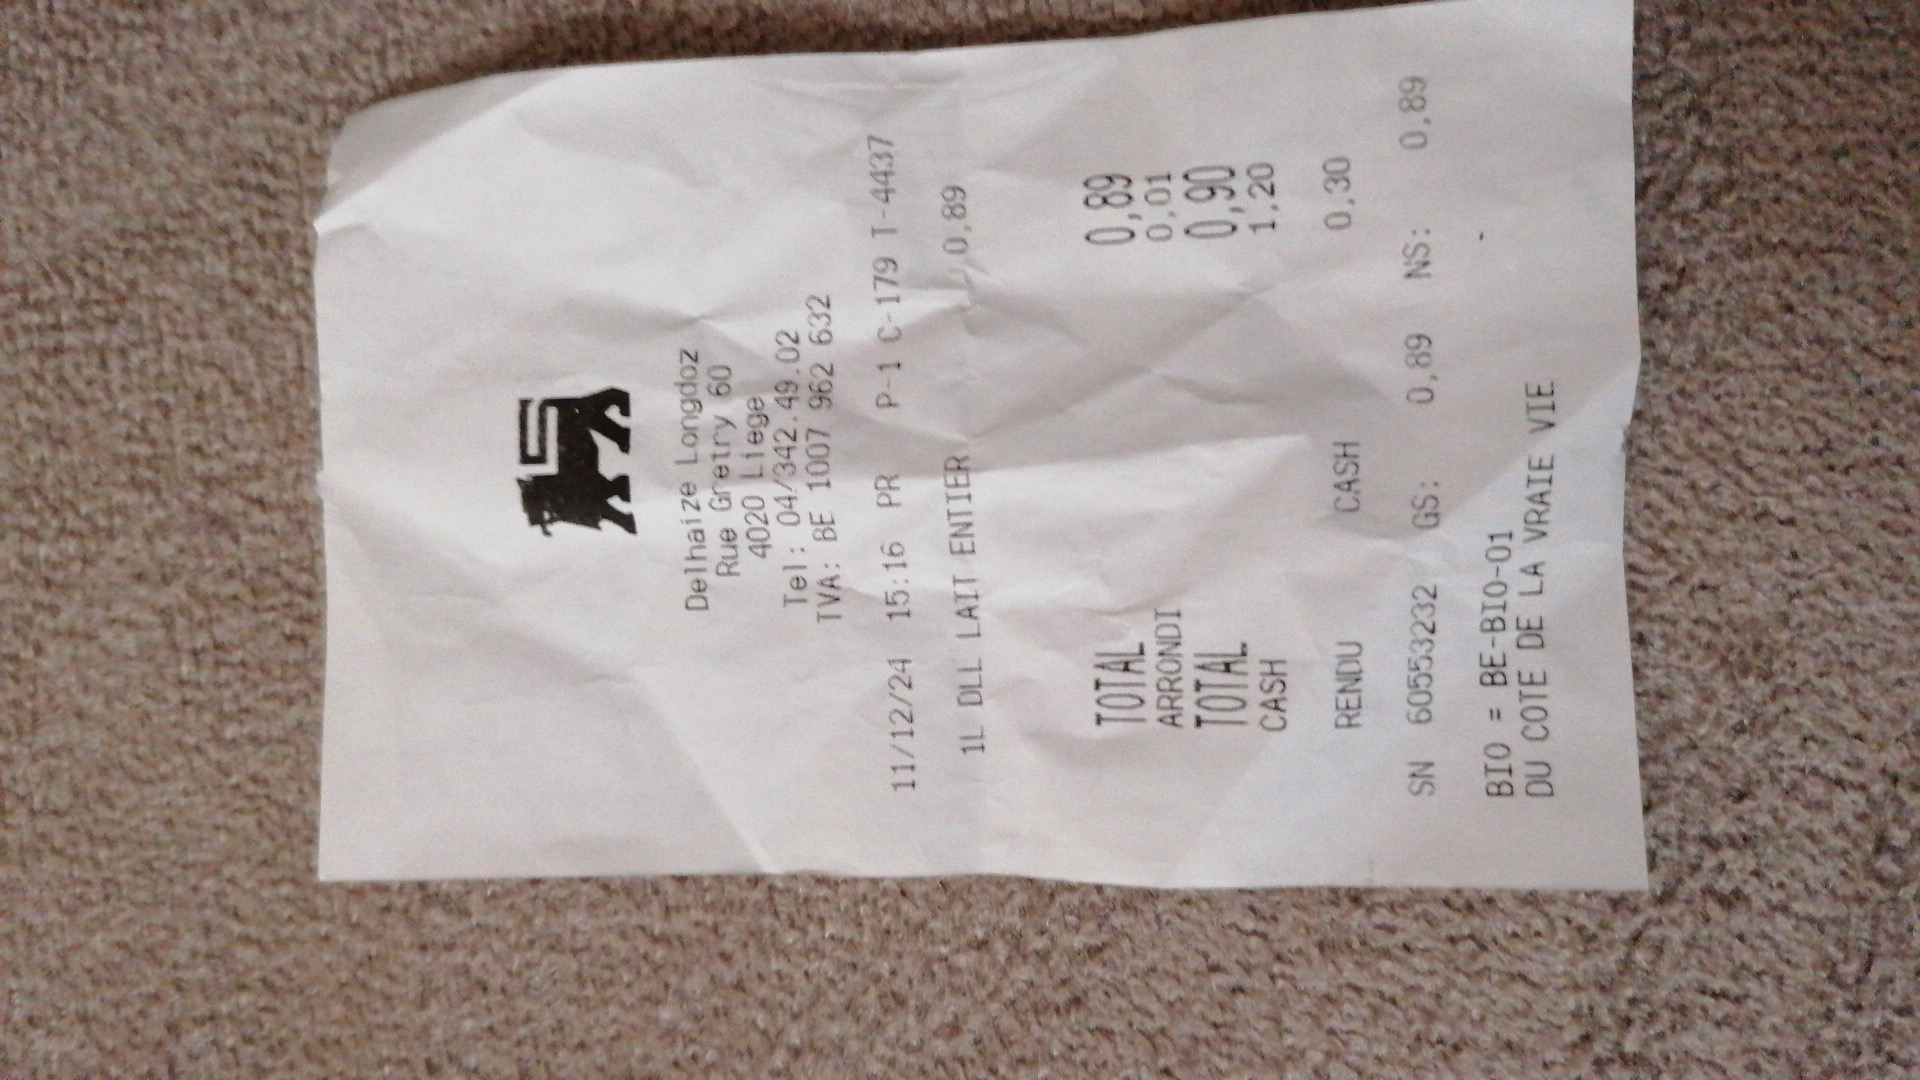 Delhaize Longdoz
Rue Gretry 60
4020 Liege
Tel: 04/342.49.02
TVA: BE 1007 962 632
11/12/24 15:16 PR P-1 C-179 T-4437
1L DLL LAIT ENTIER 0,89
TOTAL 0,89
ARRONDI 0,01
TOTAL 0,90
CASH 1,20
RENDU CASH 0,30
SN 60553232 GS: 0,89 NS: 0,89
BIO = BE-BIO-01
DU COTE DE LA VRAIE VIE